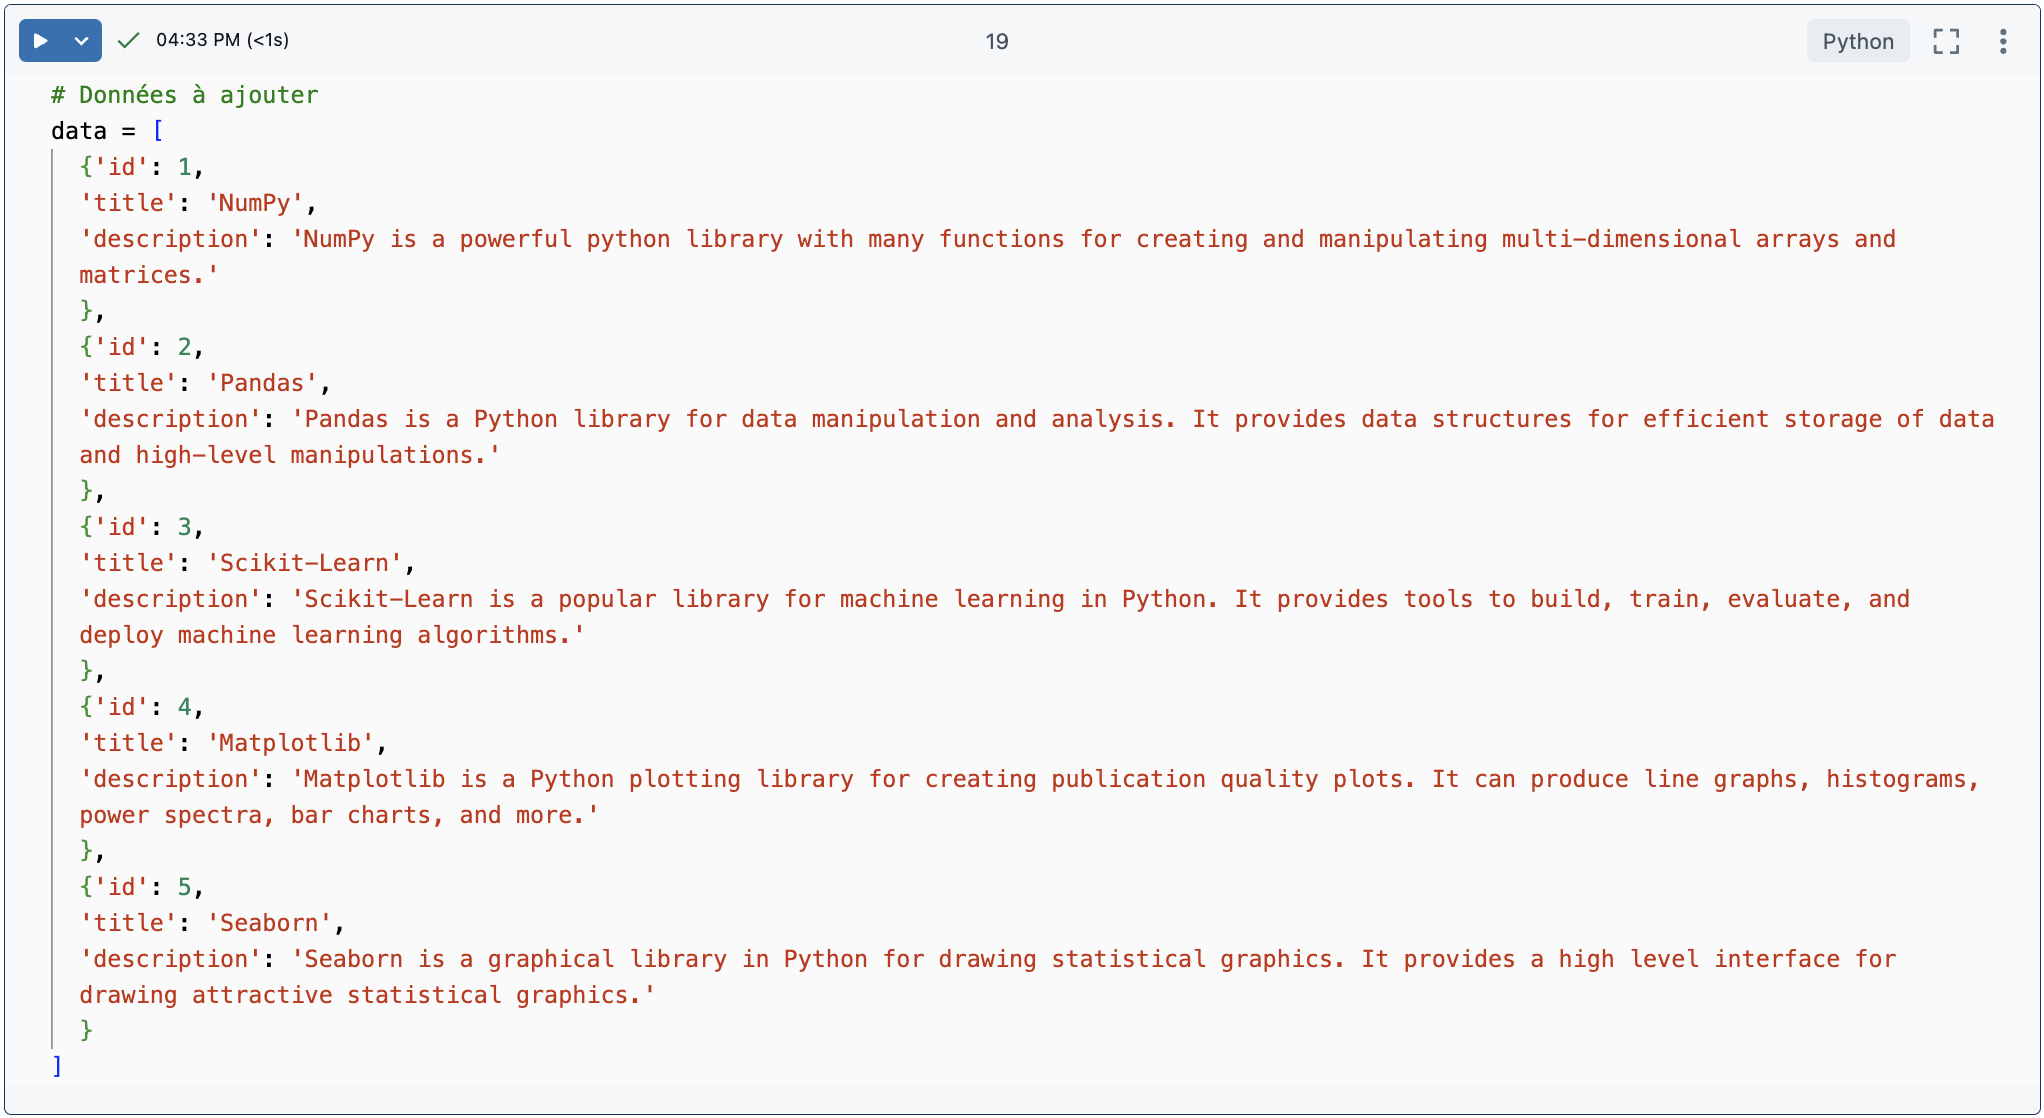 04:33 PM (<1s)
19
Python
# Données à ajouter
data = [
{'id': 1,
'title': 'NumPy',
'description': 'NumPy is a powerful python library with many functions for creating and manipulating multi-dimensional arrays and
matrices.'
},
{'id': 2,
'title': 'Pandas',
'description': 'Pandas is a Python library for data manipulation and analysis. It provides data structures for efficient storage of data
and high-level manipulations.'
},
{'id': 3,
'title': 'Scikit-Learn',
'description': 'Scikit-Learn is a popular library for machine learning in Python. It provides tools to build, train, evaluate, and
deploy machine learning algorithms.'
},
{'id': 4,
'title': 'Matplotlib',
'description': 'Matplotlib is a Python plotting library for creating publication quality plots. It can produce line graphs, histograms,
power spectra, bar charts, and more.'
},
{'id': 5,
'title': 'Seaborn',
'description': 'Seaborn is a graphical library in Python for drawing statistical graphics. It provides a high level interface for
drawing attractive statistical graphics.'
}
]